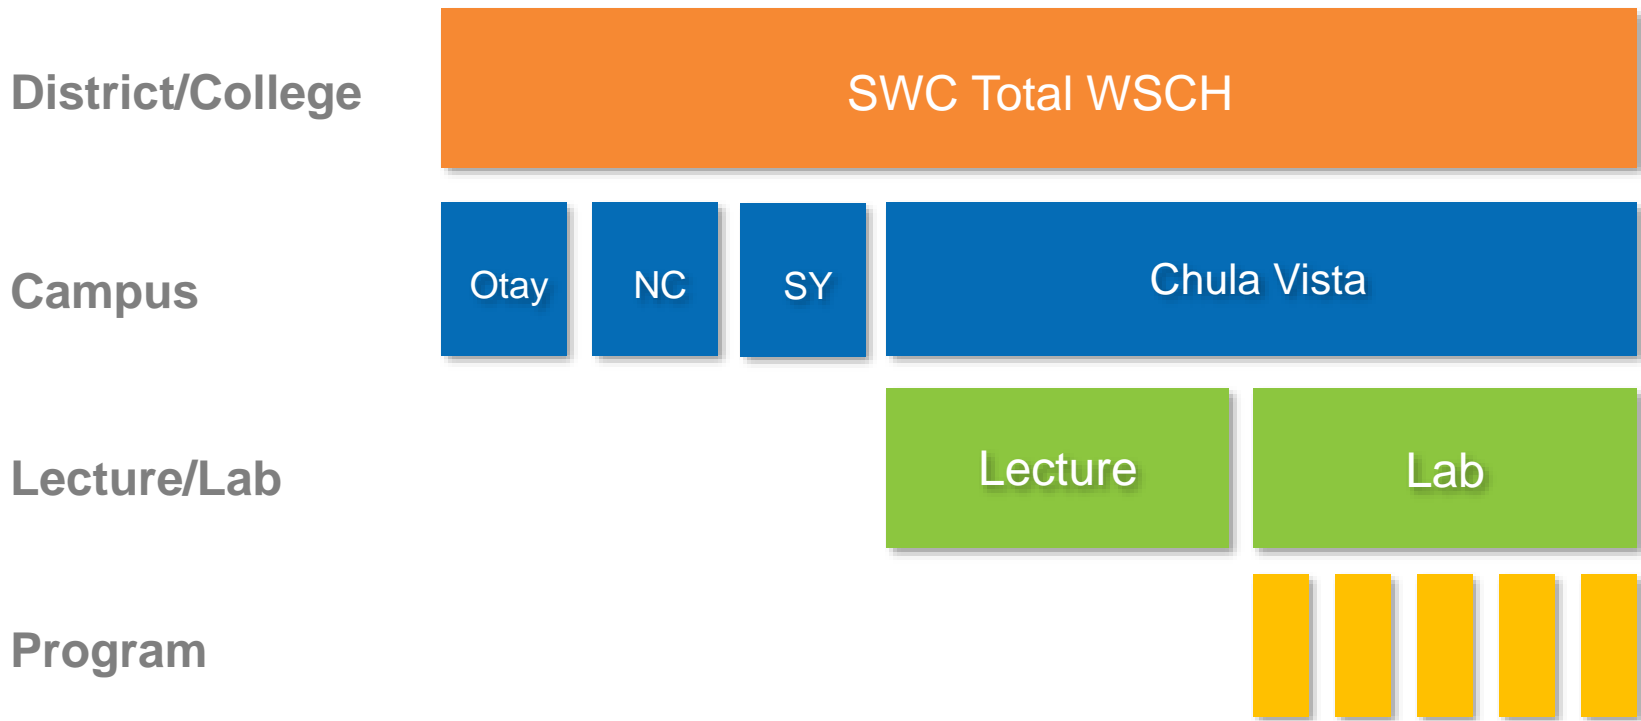 District/College
SWC Total WSCH
Campus
Otay
NC
SY
Chula Vista
Lecture/Lab
Lecture
Lab
Program